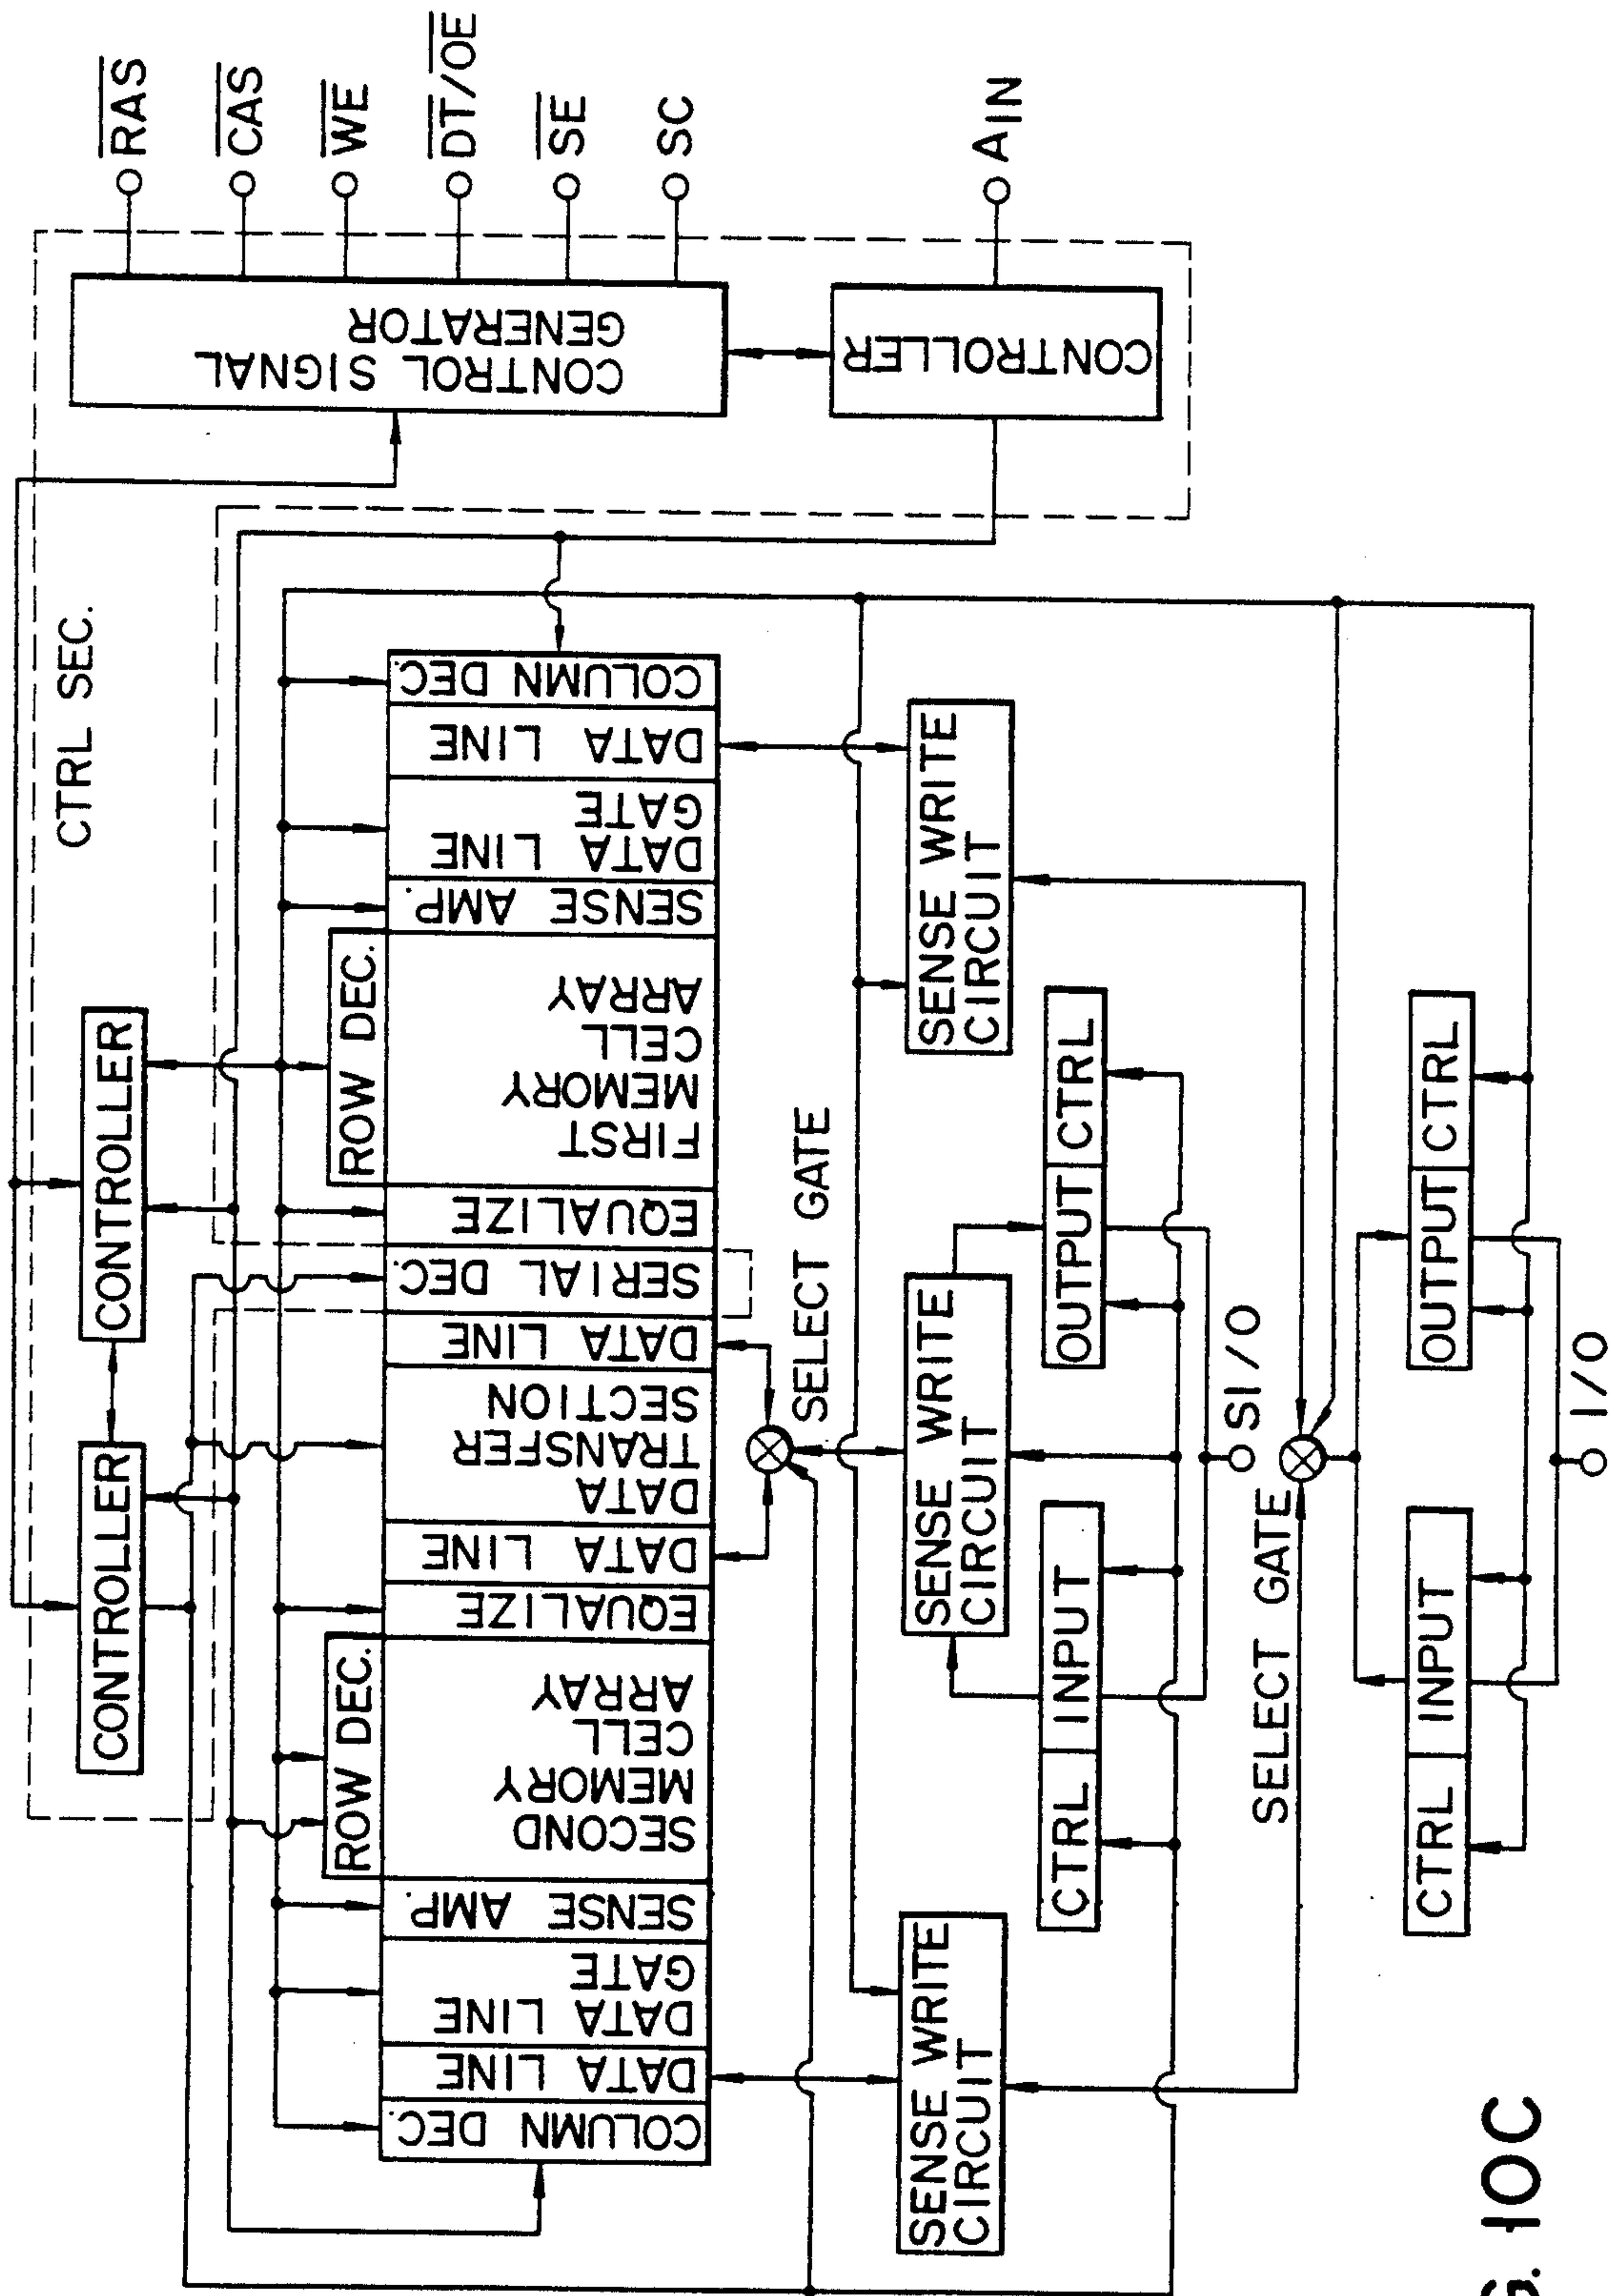 CTRL SEC.
CONTROLLER
CONTROLLER
CONTROL SIGNAL
GENERATOR
CONTROLLER
RAS
CAS
WE
DT/OE
SE
SC
AIN
COLUMN DEC.
DATA LINE
DATA LINE
GATE
SENSE AMP.
ROW DEC.
SECOND
MEMORY
CELL
ARRAY
EQUALIZE
DATA LINE
DATA
TRANSFER
SECTION
DATA LINE
SERIAL DEC.
EQUALIZE
ROW DEC.
FIRST
MEMORY
CELL
ARRAY
SENSE AMP.
DATA LINE
GATE
DATA LINE
COLUMN DEC.
SELECT GATE
SENSE WRITE
CIRCUIT
SENSE WRITE
CIRCUIT
SENSE WRITE
CIRCUIT
CTRL
INPUT
OUTPUT
CTRL
SI/O
SELECT GATE
CTRL
INPUT
OUTPUT
CTRL
I/O
G. 10C